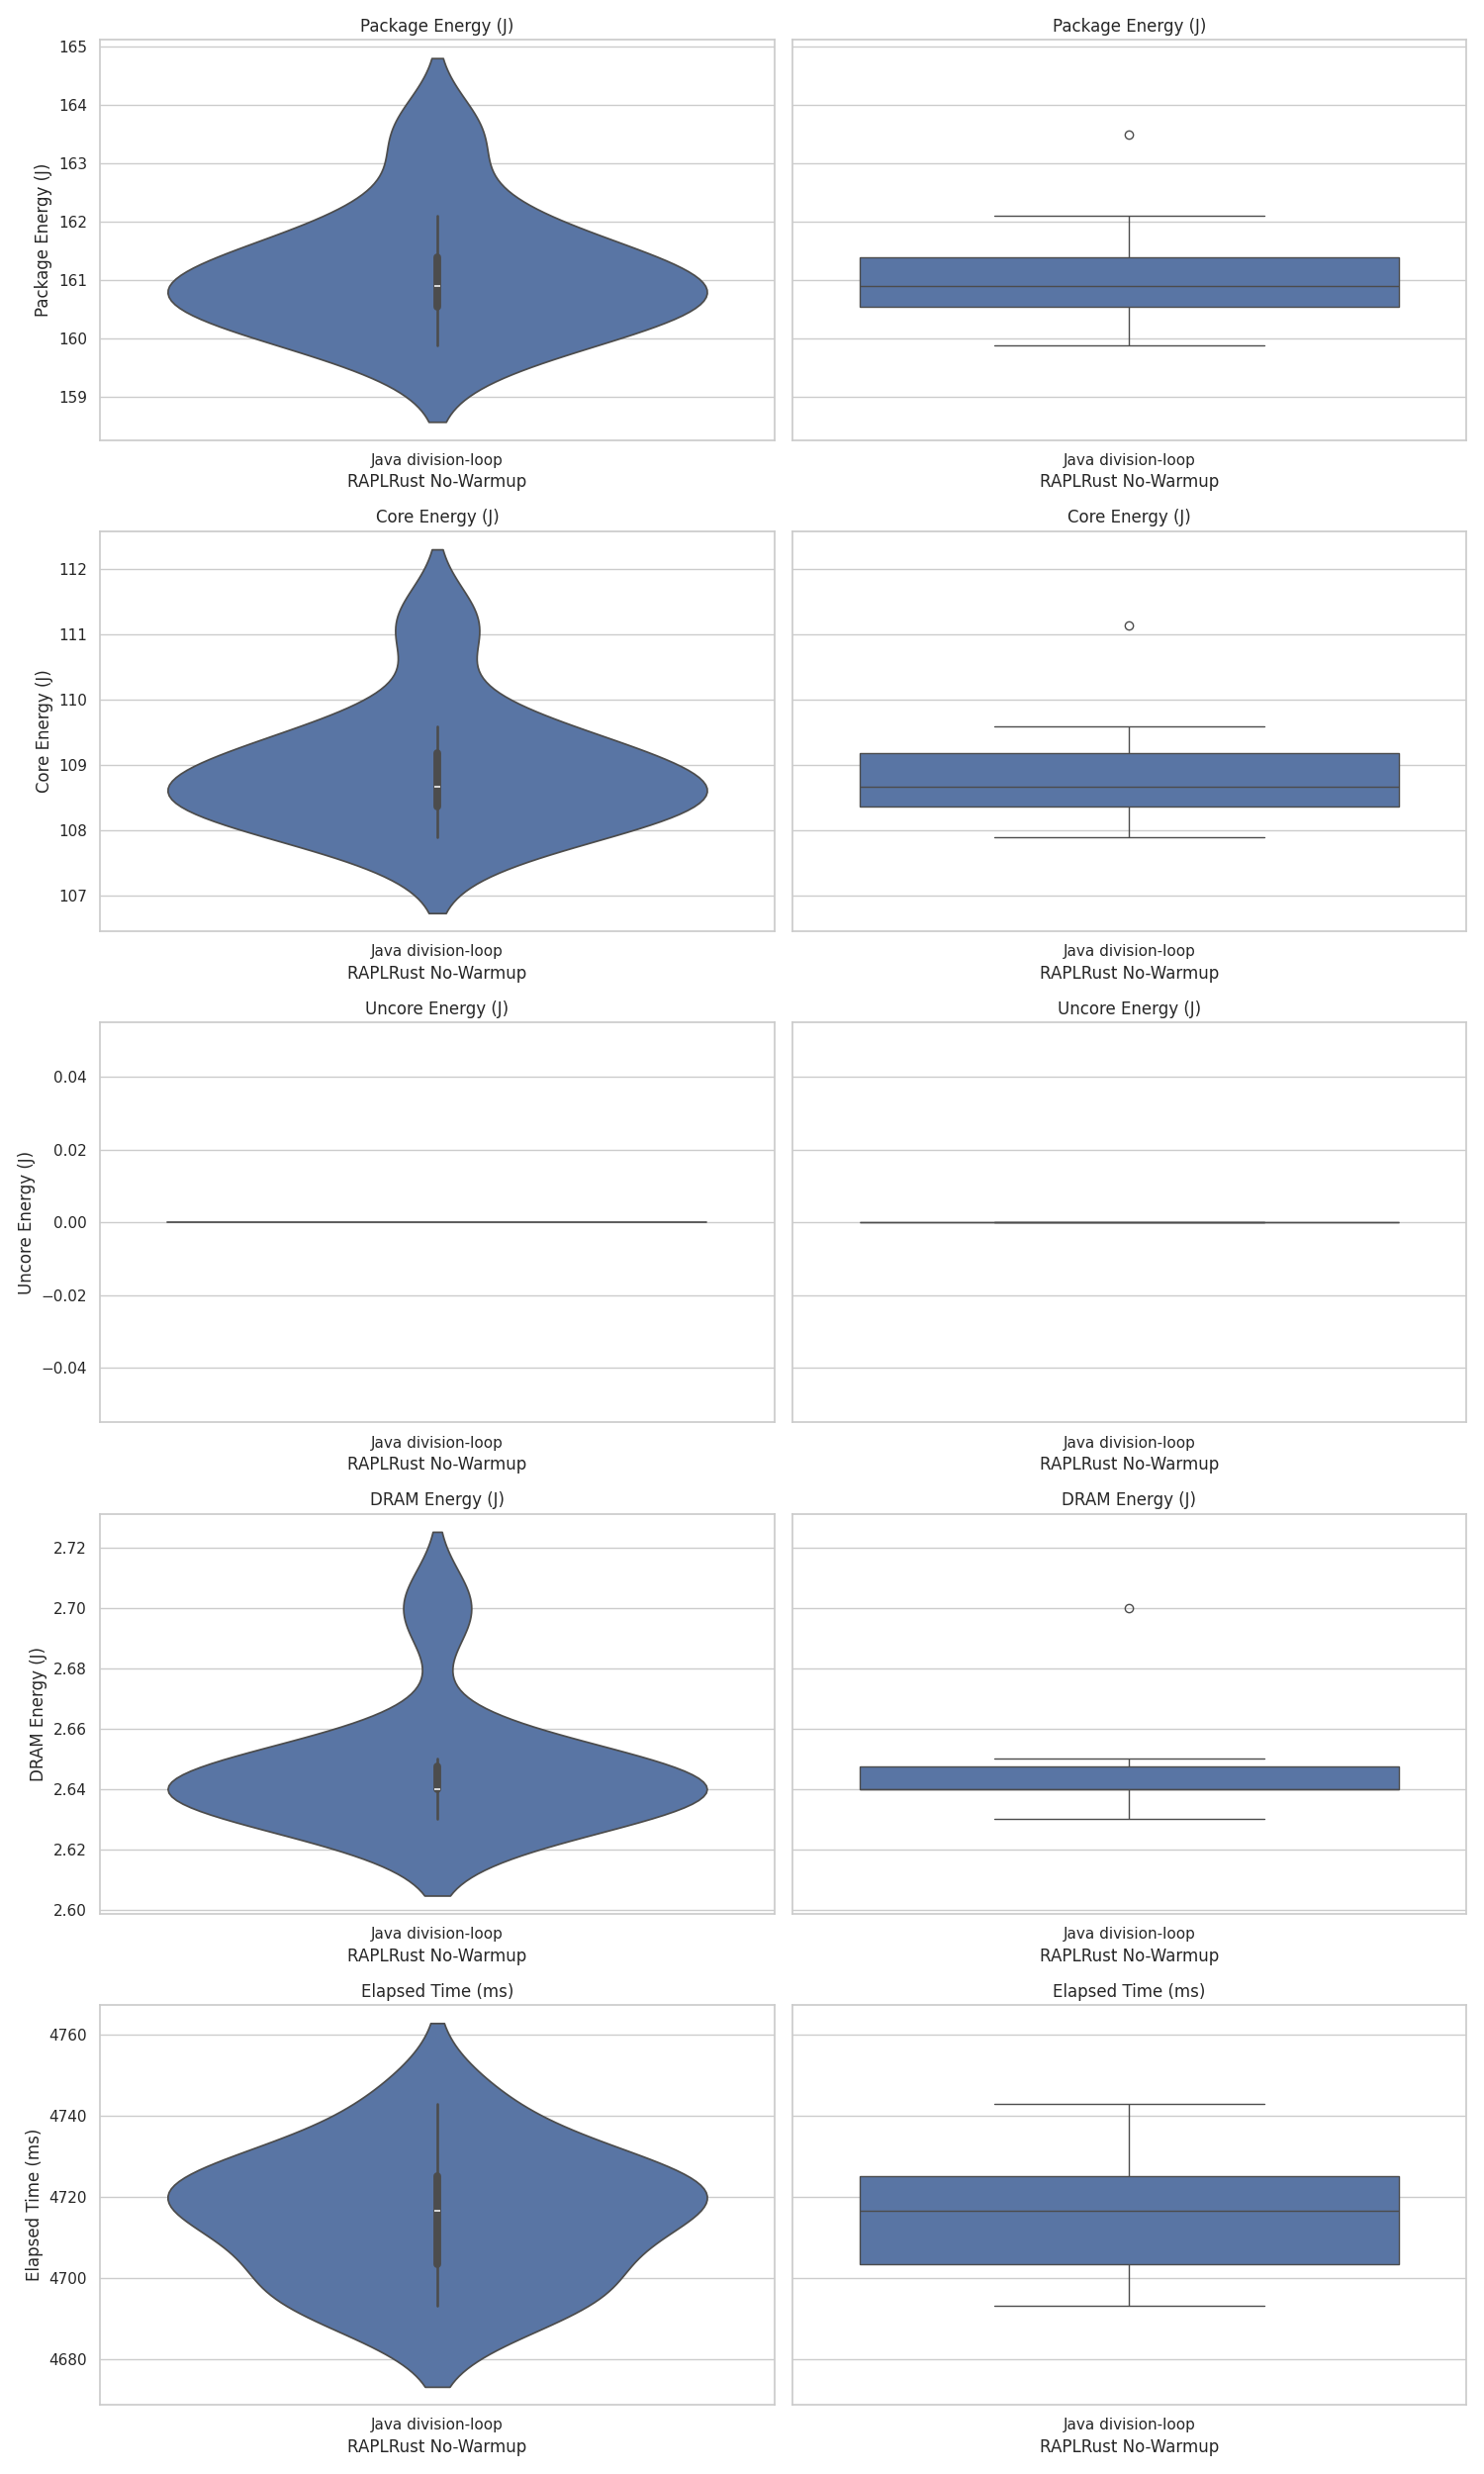 Package Energy (J)
Package Energy (J)
Package Energy (J)
165
164
163
162
161
160
159
Java division-loop
RAPLRust No-Warmup
Java division-loop
RAPLRust No-Warmup
Core Energy (J)
Core Energy (J)
Core Energy (J)
112
111
110
109
108
107
Java division-loop
RAPLRust No-Warmup
Java division-loop
RAPLRust No-Warmup
Uncore Energy (J)
Uncore Energy (J)
Uncore Energy (J)
0.04
0.02
0.00
−0.02
−0.04
Java division-loop
RAPLRust No-Warmup
Java division-loop
RAPLRust No-Warmup
DRAM Energy (J)
DRAM Energy (J)
DRAM Energy (J)
2.72
2.70
2.68
2.66
2.64
2.62
2.60
Java division-loop
RAPLRust No-Warmup
Java division-loop
RAPLRust No-Warmup
Elapsed Time (ms)
Elapsed Time (ms)
Elapsed Time (ms)
4760
4740
4720
4700
4680
Java division-loop
RAPLRust No-Warmup
Java division-loop
RAPLRust No-Warmup